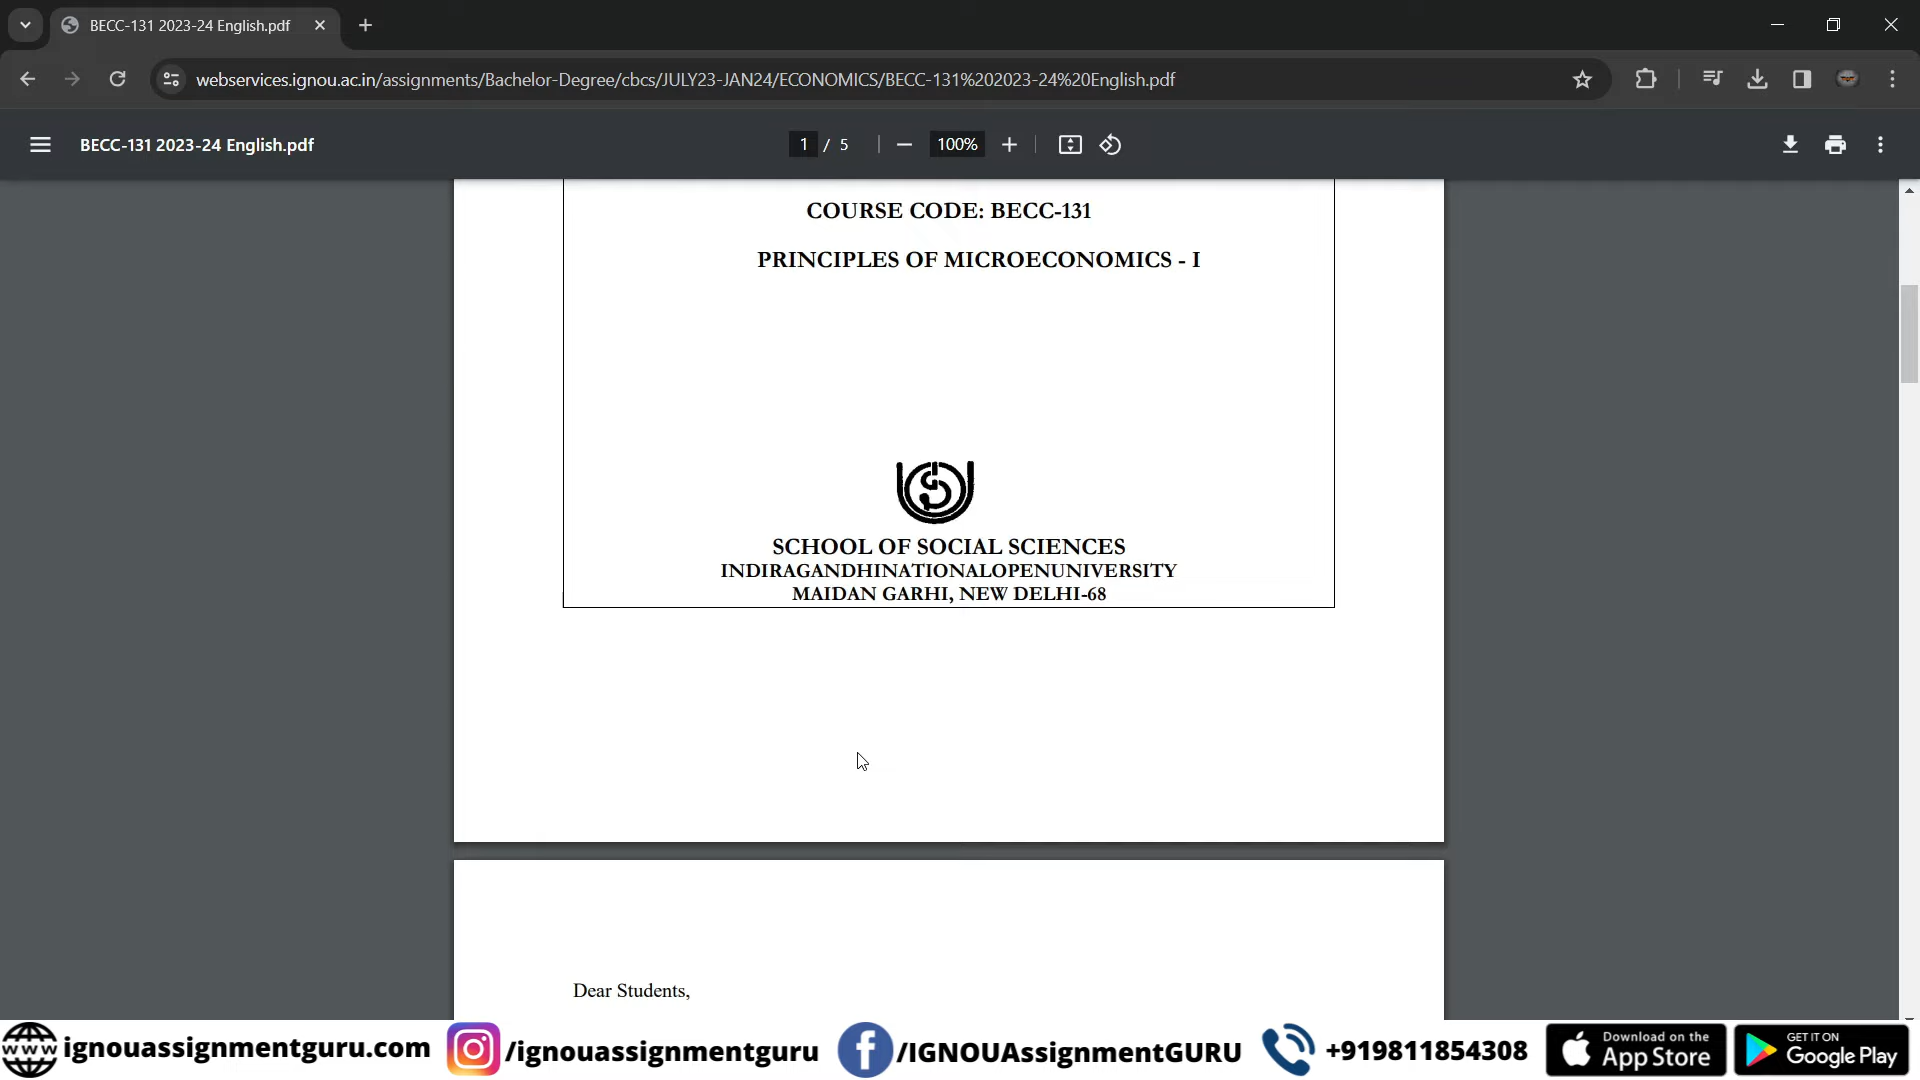 BECC-131 2023-24 English.pdf
webservices.ignou.ac.in/assignments/Bachelor-Degree/cbcs/JULY23-JAN24/ECONOMICS/BECC-131%202023-24%20English.pdf
BECC-131 2023-24 English.pdf
1 / 5
100%
COURSE CODE: BECC-131
PRINCIPLES OF MICROECONOMICS - I
SCHOOL OF SOCIAL SCIENCES
INDIRAGANDHINATIONALOPENUNIVERSITY
MAIDAN GARHI, NEW DELHI-68
Dear Students,
www ignouassignmentguru.com
/ignouassignmentguru
/IGNOUAssignmentGURU
+919811854308
Download on the
App Store
GET IT ON
Google Play